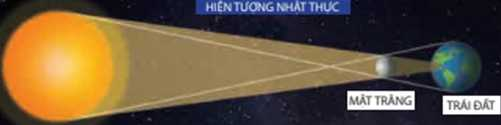 HIỆN TƯỢNG NHẬT THỰC
MẶT TRĂNG
TRÁI ĐẤT